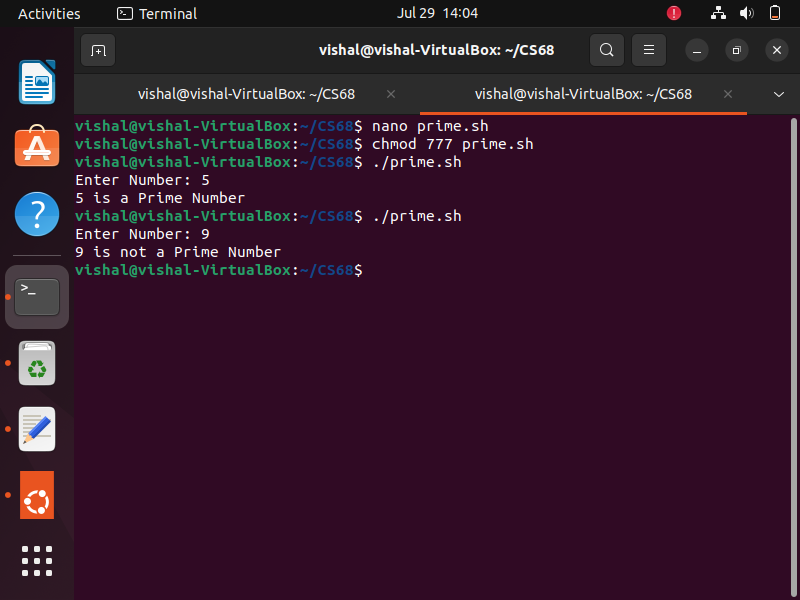 Activities Terminal Jul 29 14:04
vishal@vishal-VirtualBox: ~/CS68
vishal@vishal-VirtualBox: ~/CS68 vishal@vishal-VirtualBox: ~/CS68
vishal@vishal-VirtualBox:~/CS68$ nano prime.sh
vishal@vishal-VirtualBox:~/CS68$ chmod 777 prime.sh
vishal@vishal-VirtualBox:~/CS68$ ./prime.sh
Enter Number: 5
5 is a Prime Number
vishal@vishal-VirtualBox:~/CS68$ ./prime.sh
Enter Number: 9
9 is not a Prime Number
vishal@vishal-VirtualBox:~/CS68$